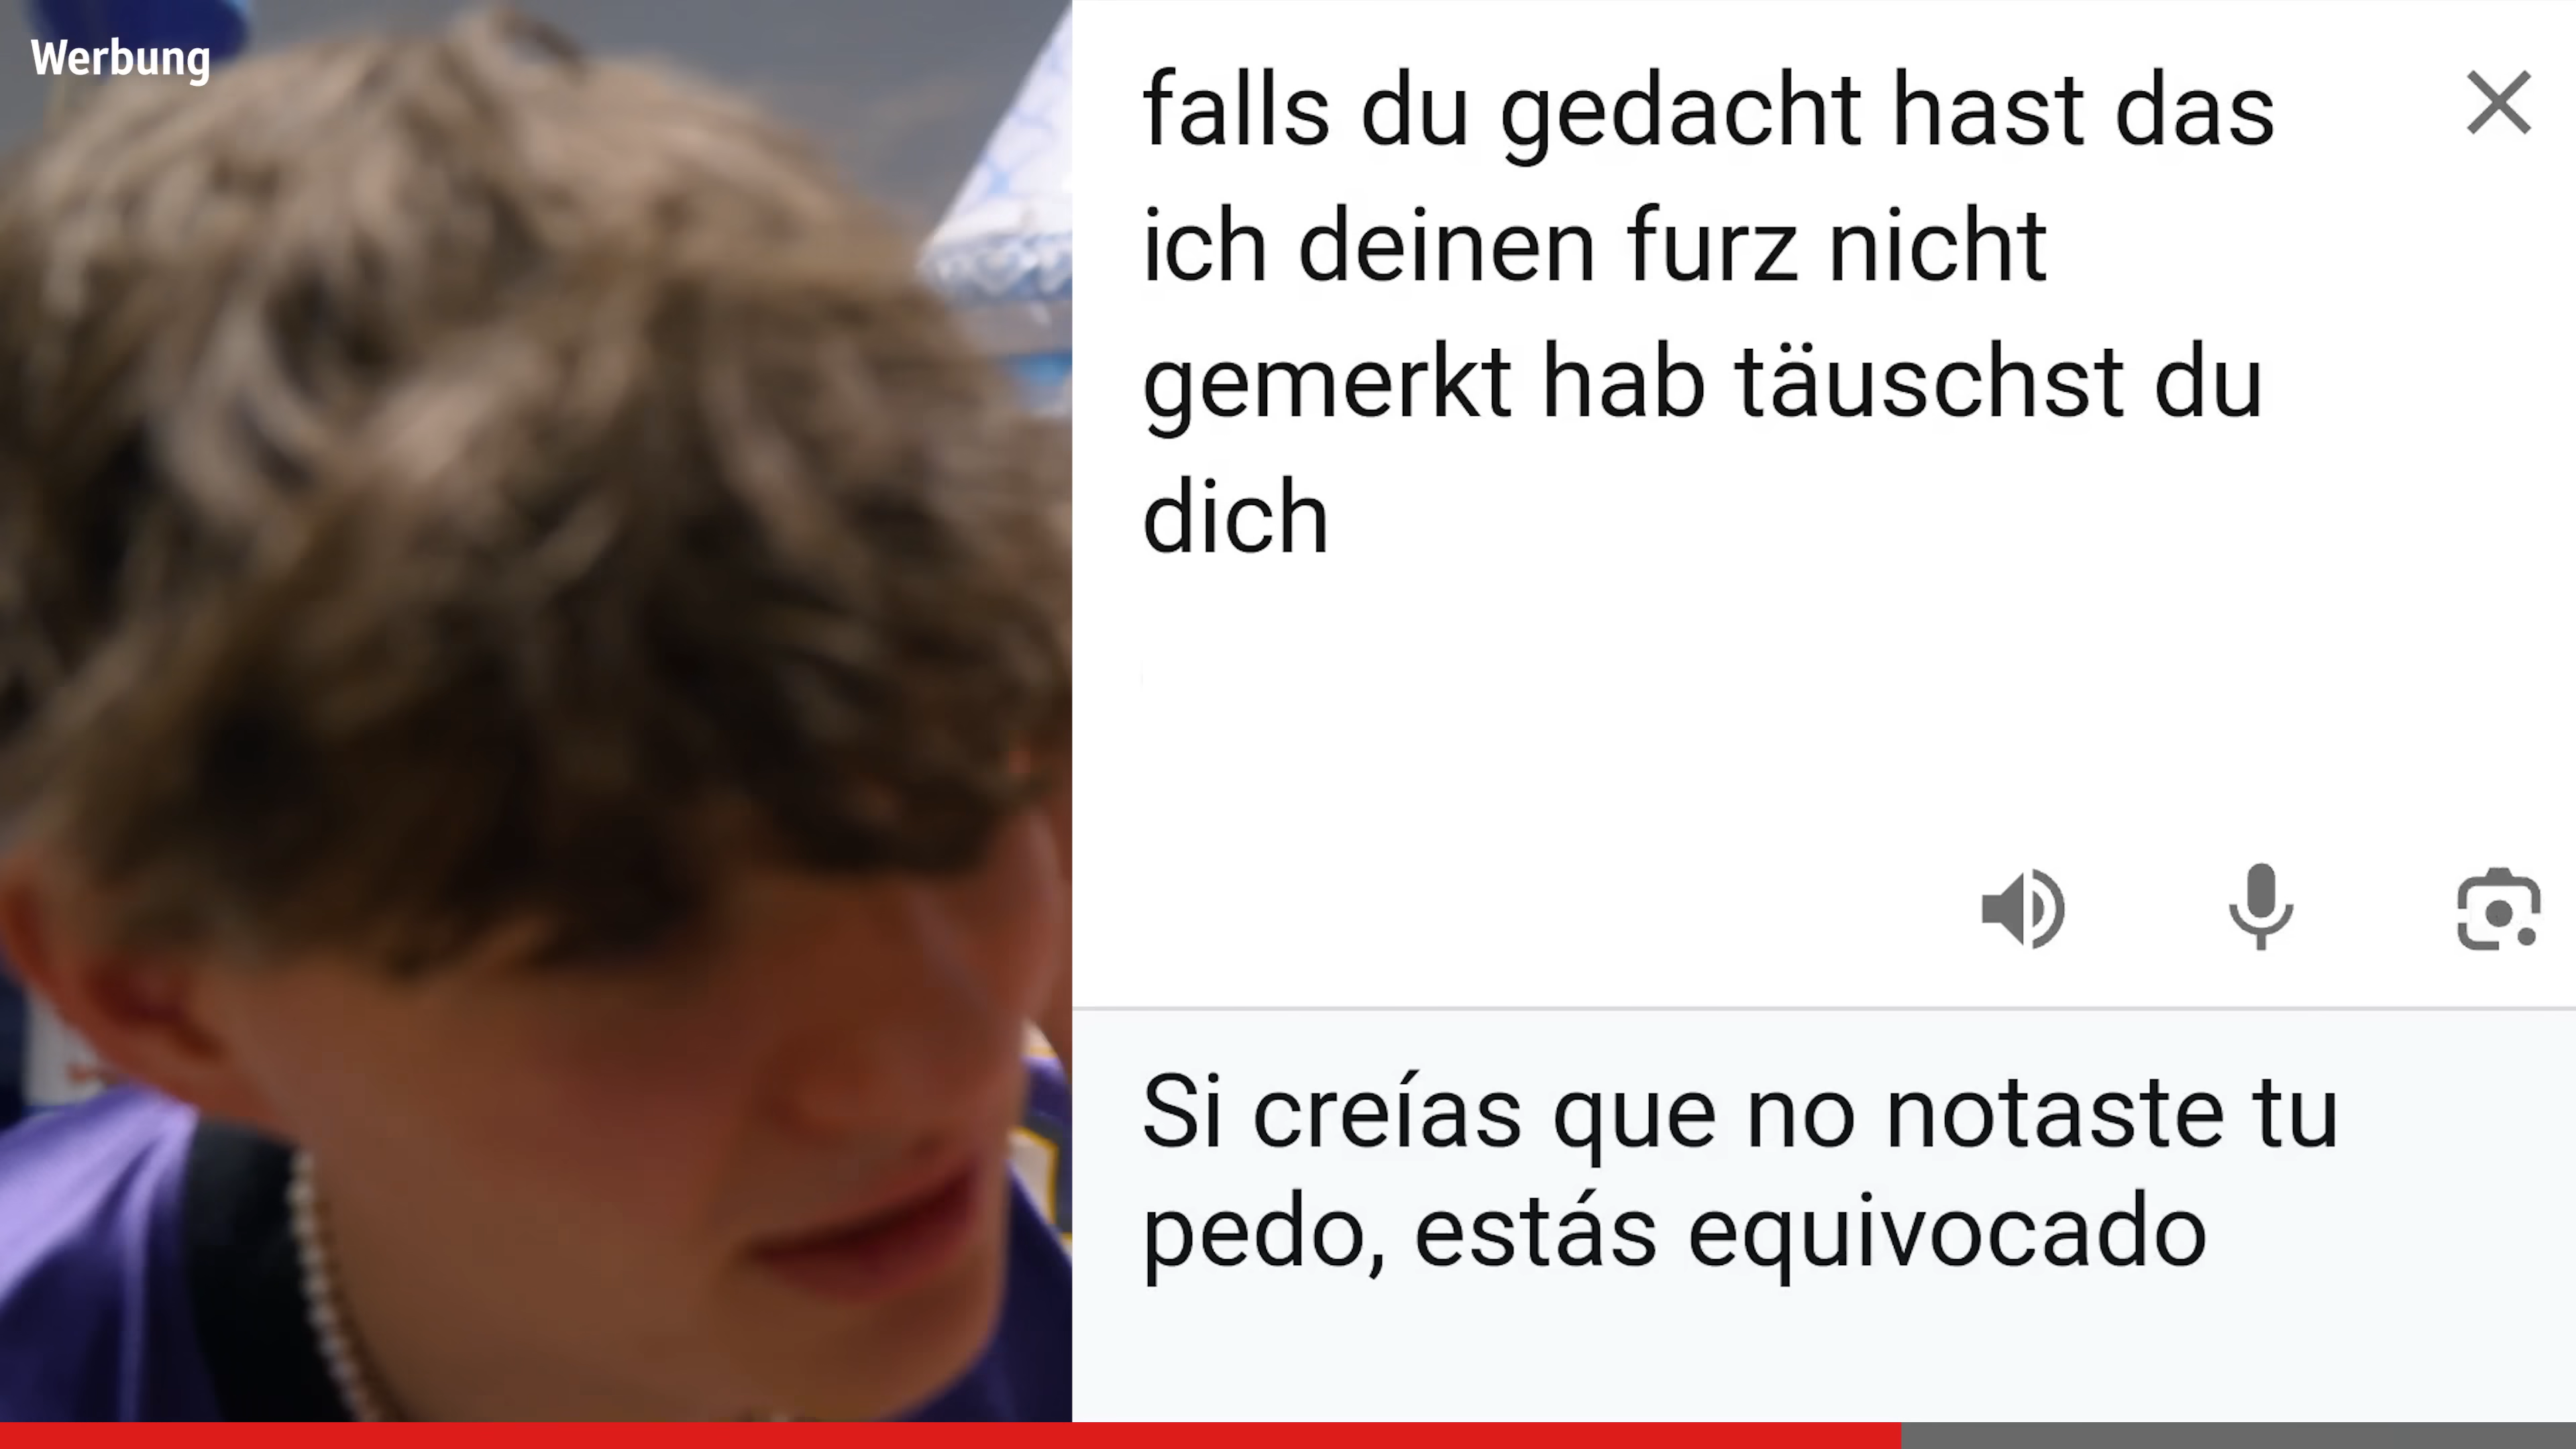 Werbung
falls du gedacht hast das
ich deinen furz nicht
gemerkt hab täuschst du
dich
Si creías que no notaste tu
pedo, estás equivocado